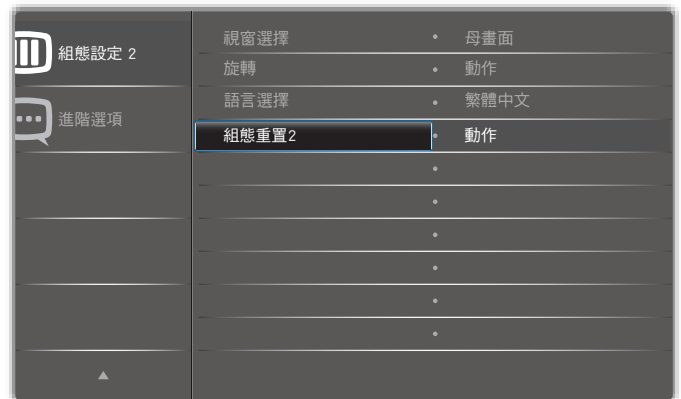 組態設定 2
進階選項
視窗選擇 • 母畫面
旋轉 • 動作
語言選擇 • 繁體中文
組態重置2 • 動作